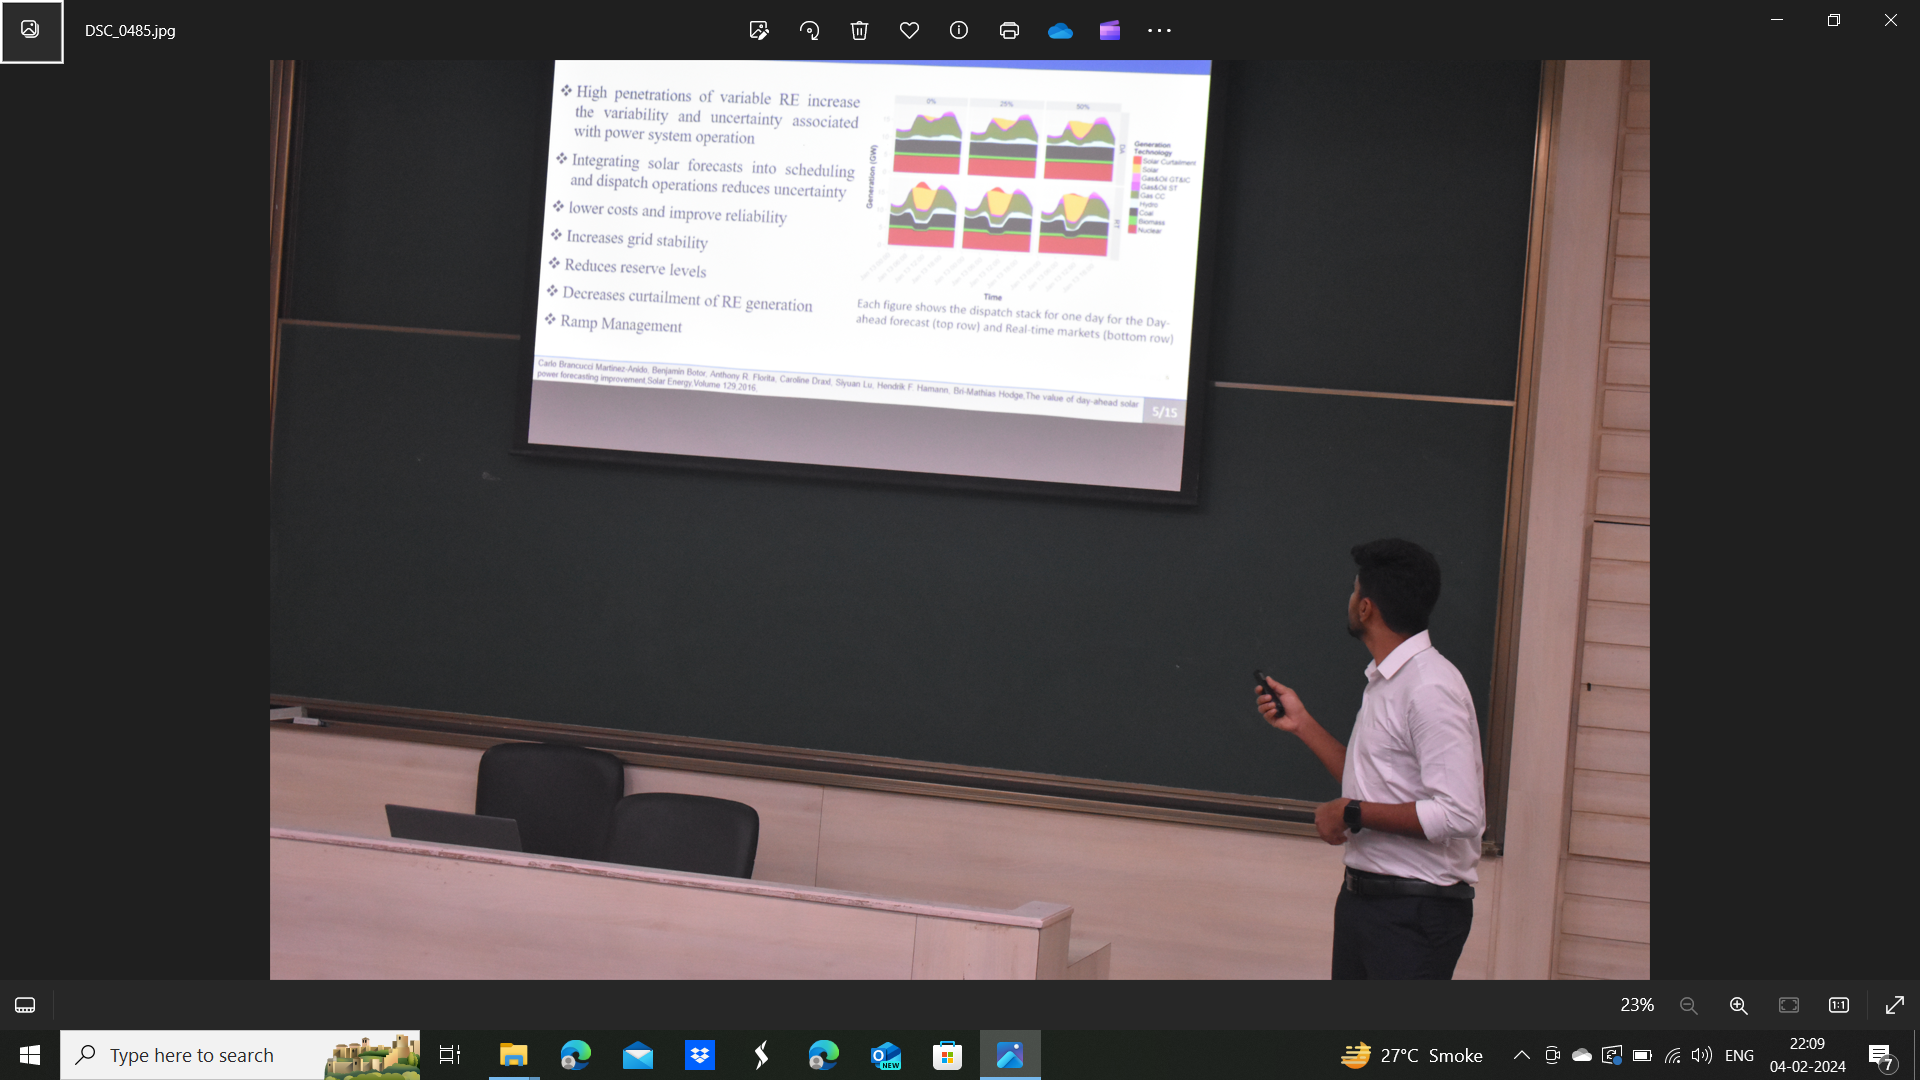 DSC_0485.jpg
❖ High penetrations of variable RE increase
the variability and uncertainty associated
with power system operation
❖ Integrating solar forecasts into scheduling
and dispatch operations reduces uncertainty
❖ lower costs and improve reliability
❖ Increases grid stability
❖ Reduces reserve levels
❖ Decreases curtailment of RE generation
❖ Ramp Management
0% 25% 50%
Generation (GW)
DA
RT
Generation
Technology
Solar Curtailment
Solar
Gas&Oil GT&IC
Gas&Oil ST
Gas CC
Hydro
Coal
Biomass
Nuclear
Time
Each figure shows the dispatch stack for one day for the Day-
ahead forecast (top row) and Real-time markets (bottom row)
Carlo Brancucci Martinez-Anido, Benjamin Botor, Anthony R. Florita, Caroline Draxl, Siyuan Lu, Hendrik F. Hamann, Bri-Mathias Hodge,The value of day-ahead solar
power forecasting improvement,Solar Energy,Volume 129,2016,
5/15
23%
1:1
Type here to search
NEW
27°C Smoke
ENG
22:09
04-02-2024
7